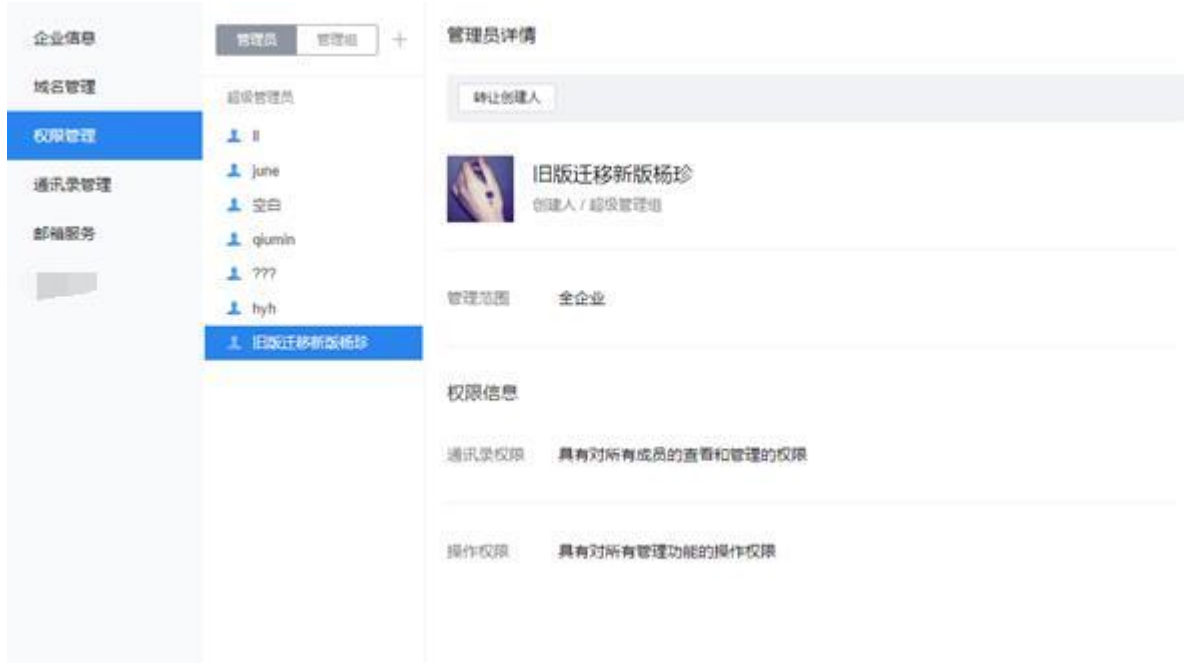 企业信息
域名管理
权限管理
通讯录管理
邮箱服务
管理员 管理组 +
超级管理员
ll
june
空白
qiumin
???
hyh
旧版迁移新版杨珍
管理员详情
转让创建人
旧版迁移新版杨珍
创建人 / 超级管理组
管理范围 全企业
权限信息
通讯录权限 具有对所有成员的查看和管理的权限
操作权限 具有对所有管理功能的操作权限